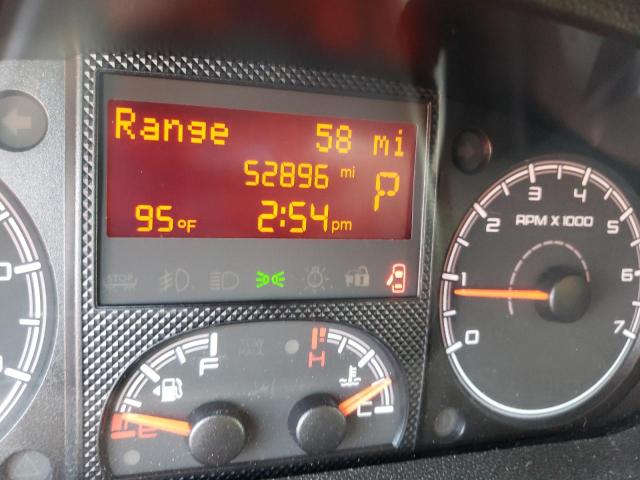 Range 58 mi
52896 mi
P
95°F 2:54 pm
STOP
RPM X 1000
0 1 2 3 4 5 6 7
F
E
H
C